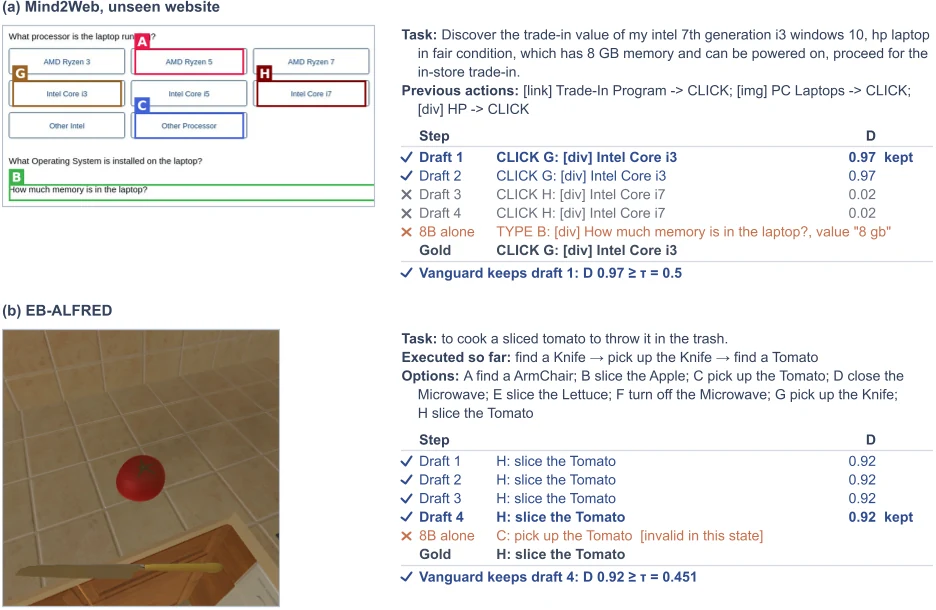 (a) Mind2Web, unseen website
What processor is the laptop running?
A
AMD Ryzen 3
AMD Ryzen 5
AMD Ryzen 7
G
H
Intel Core i3
Intel Core i5
Intel Core i7
C
Other Intel
Other Processor
What Operating System is installed on the laptop?
B
How much memory is in the laptop?
Task: Discover the trade-in value of my intel 7th generation i3 windows 10, hp laptop
in fair condition, which has 8 GB memory and can be powered on, proceed for the
in-store trade-in.
Previous actions: [link] Trade-In Program -> CLICK; [img] PC Laptops -> CLICK;
[div] HP -> CLICK
Step D
✓ Draft 1 CLICK G: [div] Intel Core i3 0.97 kept
✓ Draft 2 CLICK G: [div] Intel Core i3 0.97
✕ Draft 3 CLICK H: [div] Intel Core i7 0.02
✕ Draft 4 CLICK H: [div] Intel Core i7 0.02
✕ 8B alone TYPE B: [div] How much memory is in the laptop?, value "8 gb"
Gold CLICK G: [div] Intel Core i3
✓ Vanguard keeps draft 1: D 0.97 ≥ τ = 0.5
(b) EB-ALFRED
Task: to cook a sliced tomato to throw it in the trash.
Executed so far: find a Knife → pick up the Knife → find a Tomato
Options: A find a ArmChair; B slice the Apple; C pick up the Tomato; D close the
Microwave; E slice the Lettuce; F turn off the Microwave; G pick up the Knife;
H slice the Tomato
Step D
✓ Draft 1 H: slice the Tomato 0.92
✓ Draft 2 H: slice the Tomato 0.92
✓ Draft 3 H: slice the Tomato 0.92
✓ Draft 4 H: slice the Tomato 0.92 kept
✕ 8B alone C: pick up the Tomato [invalid in this state]
Gold H: slice the Tomato
✓ Vanguard keeps draft 4: D 0.92 ≥ τ = 0.451